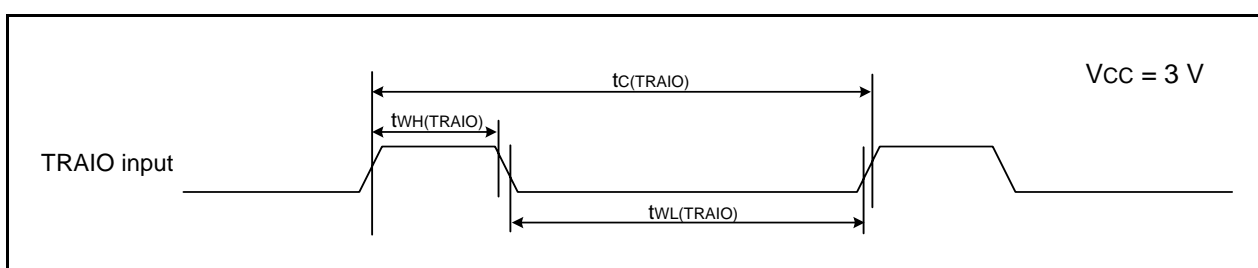 VCC = 3 V
tC(TRAIO)
tWH(TRAIO)
TRAIO input
tWL(TRAIO)